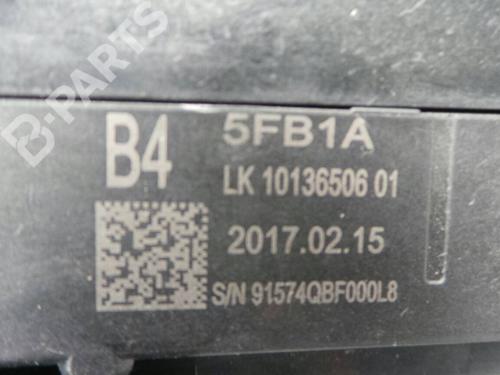 B-PARTS
B4 5FB1A
LK 10136506 01
2017.02.15
S/N 91574QBF000L8